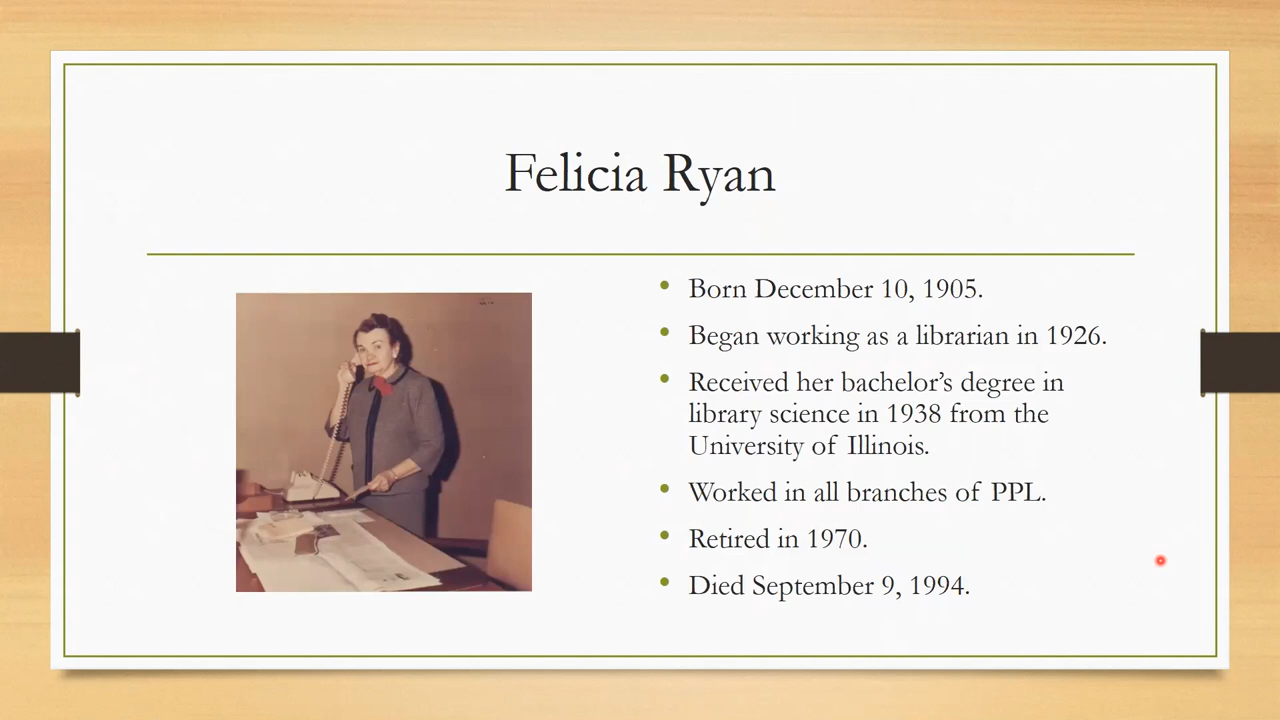 Felicia Ryan
• Born December 10, 1905.
• Began working as a librarian in 1926.
• Received her bachelor’s degree in
library science in 1938 from the
University of Illinois.
• Worked in all branches of PPL.
• Retired in 1970.
• Died September 9, 1994.